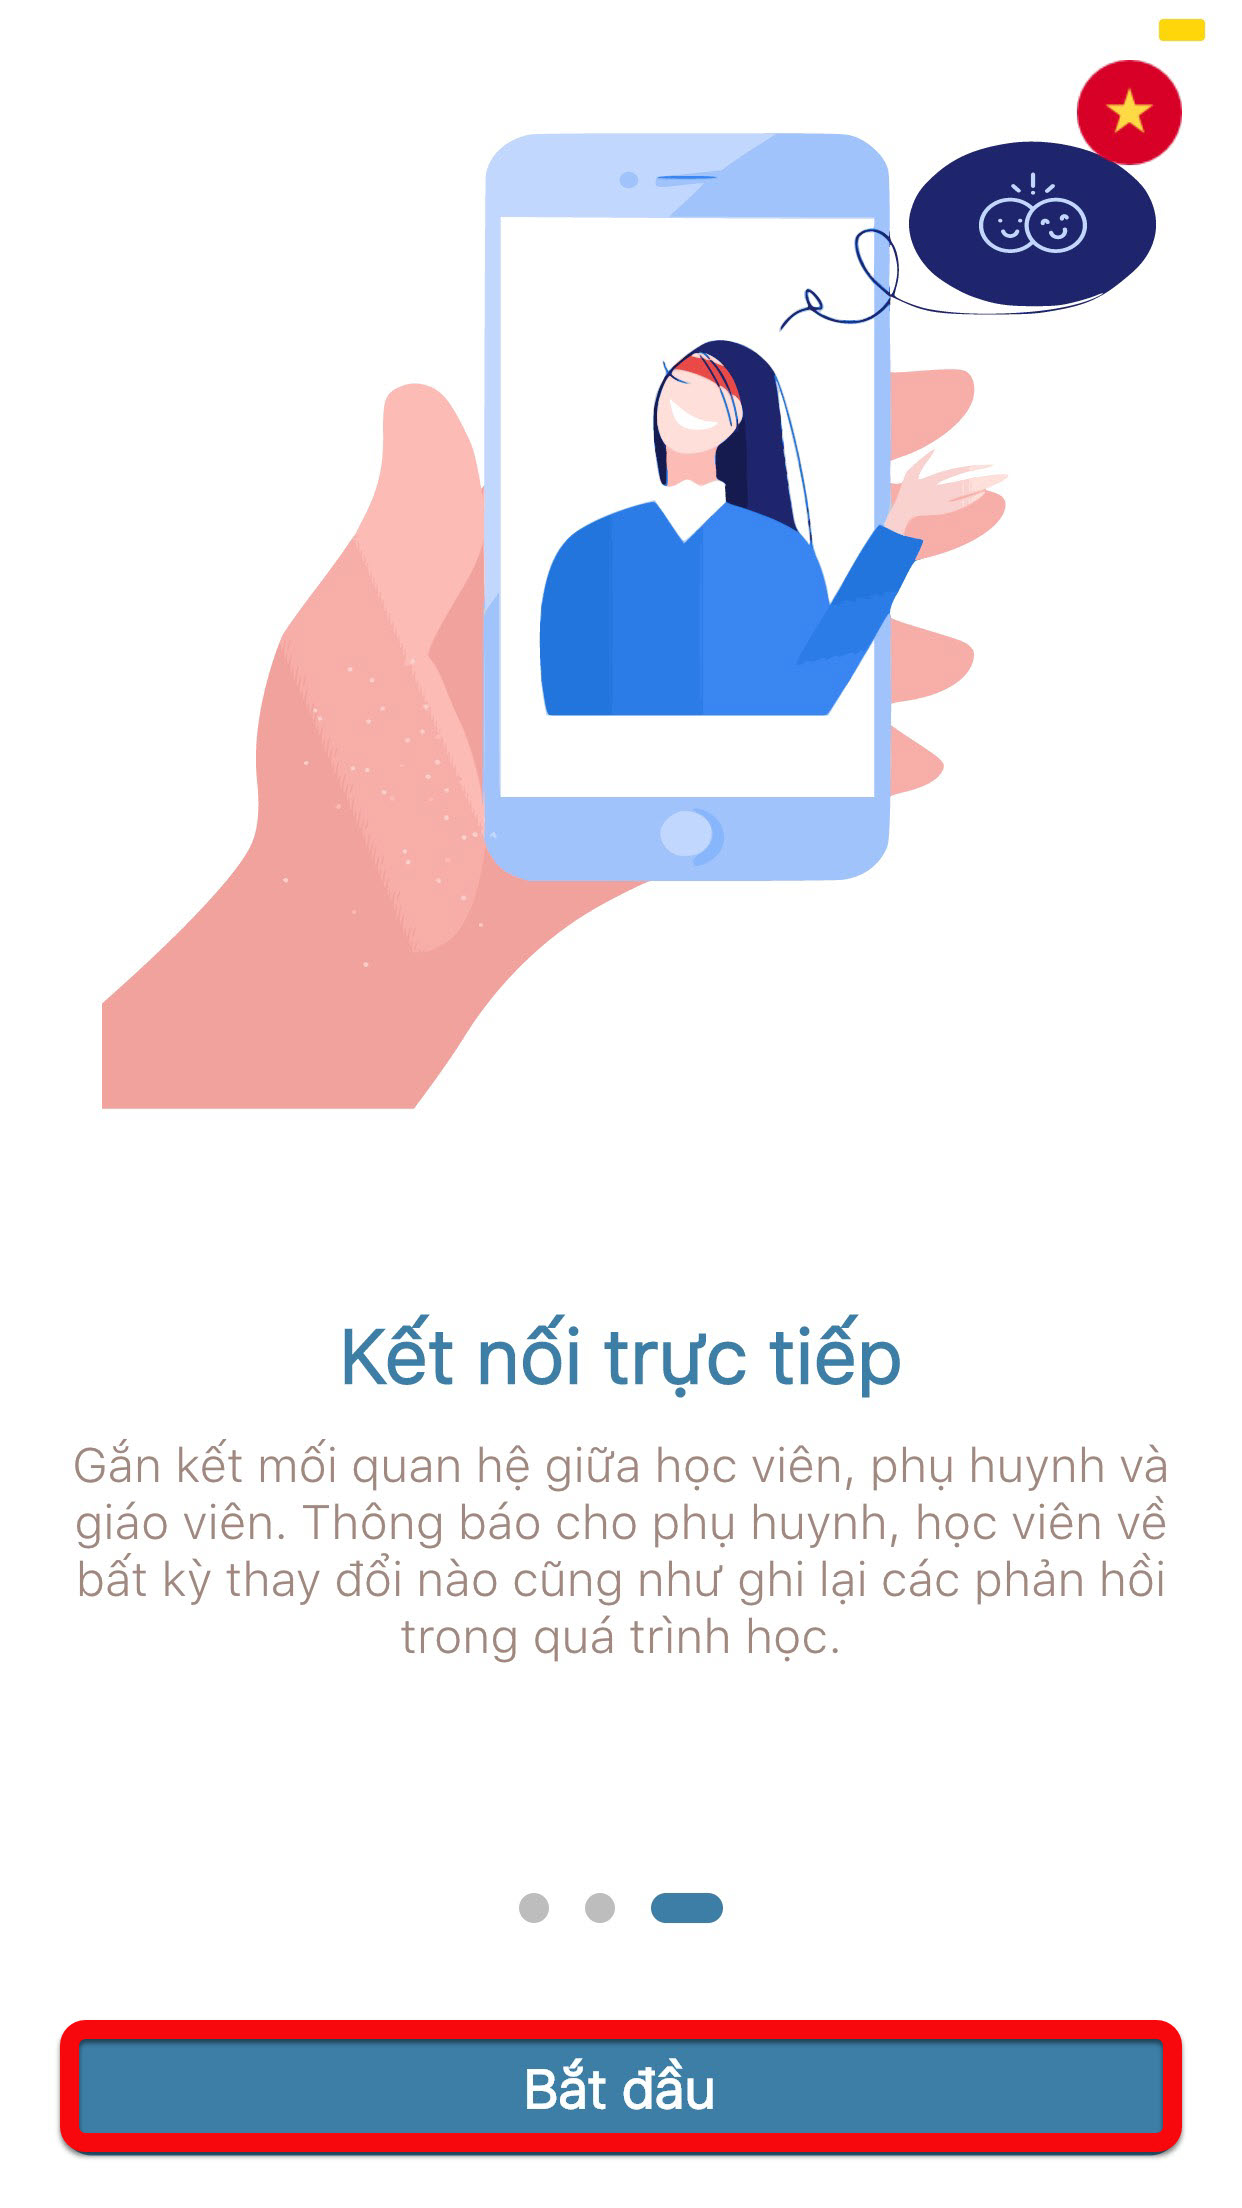 Kết nối trực tiếp
Gắn kết mối quan hệ giữa học viên, phụ huynh và
giáo viên. Thông báo cho phụ huynh, học viên về
bất kỳ thay đổi nào cũng như ghi lại các phản hồi
trong quá trình học.
Bắt đầu